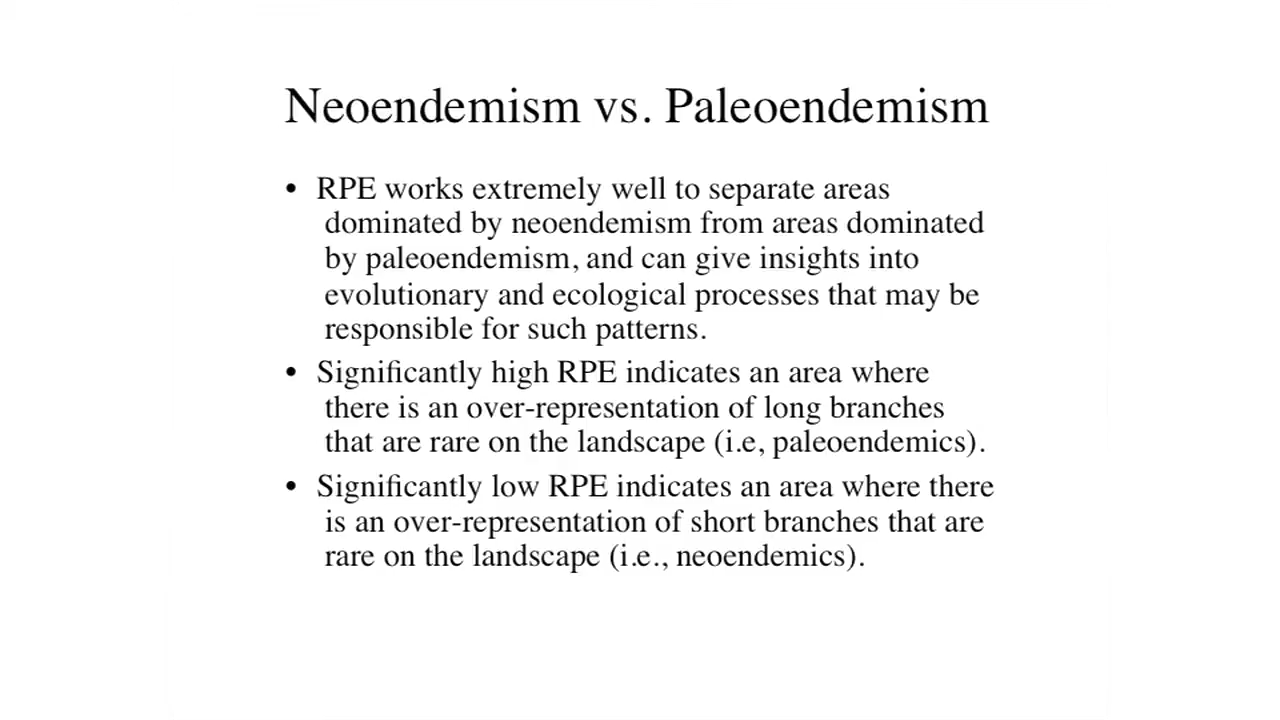 Neoendemism vs. Paleoendemism
• RPE works extremely well to separate areas
dominated by neoendemism from areas dominated
by paleoendemism, and can give insights into
evolutionary and ecological processes that may be
responsible for such patterns.
• Significantly high RPE indicates an area where
there is an over-representation of long branches
that are rare on the landscape (i.e, paleoendemics).
• Significantly low RPE indicates an area where there
is an over-representation of short branches that are
rare on the landscape (i.e., neoendemics).